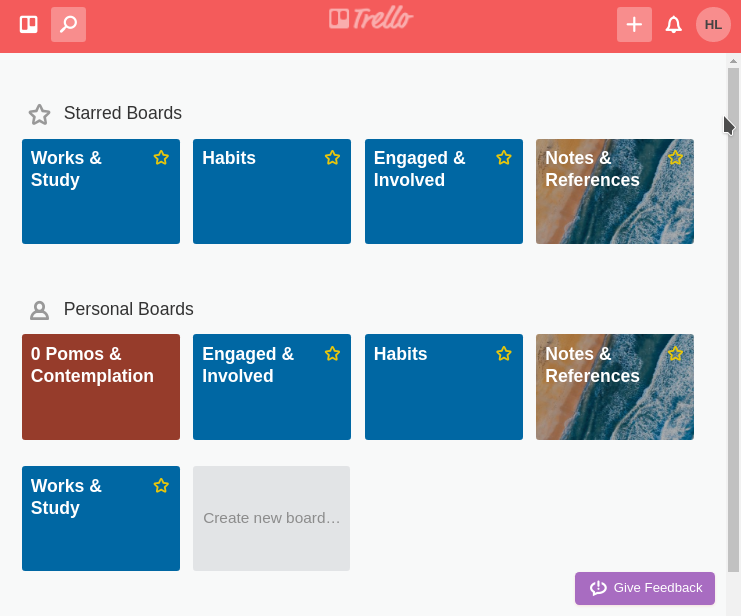 Trello
HL
Starred Boards
Works &
Study
Habits
Engaged &
Involved
Notes &
References
Personal Boards
0 Pomos &
Contemplation
Engaged &
Involved
Habits
Notes &
References
Works &
Study
Create new board…
Give Feedback